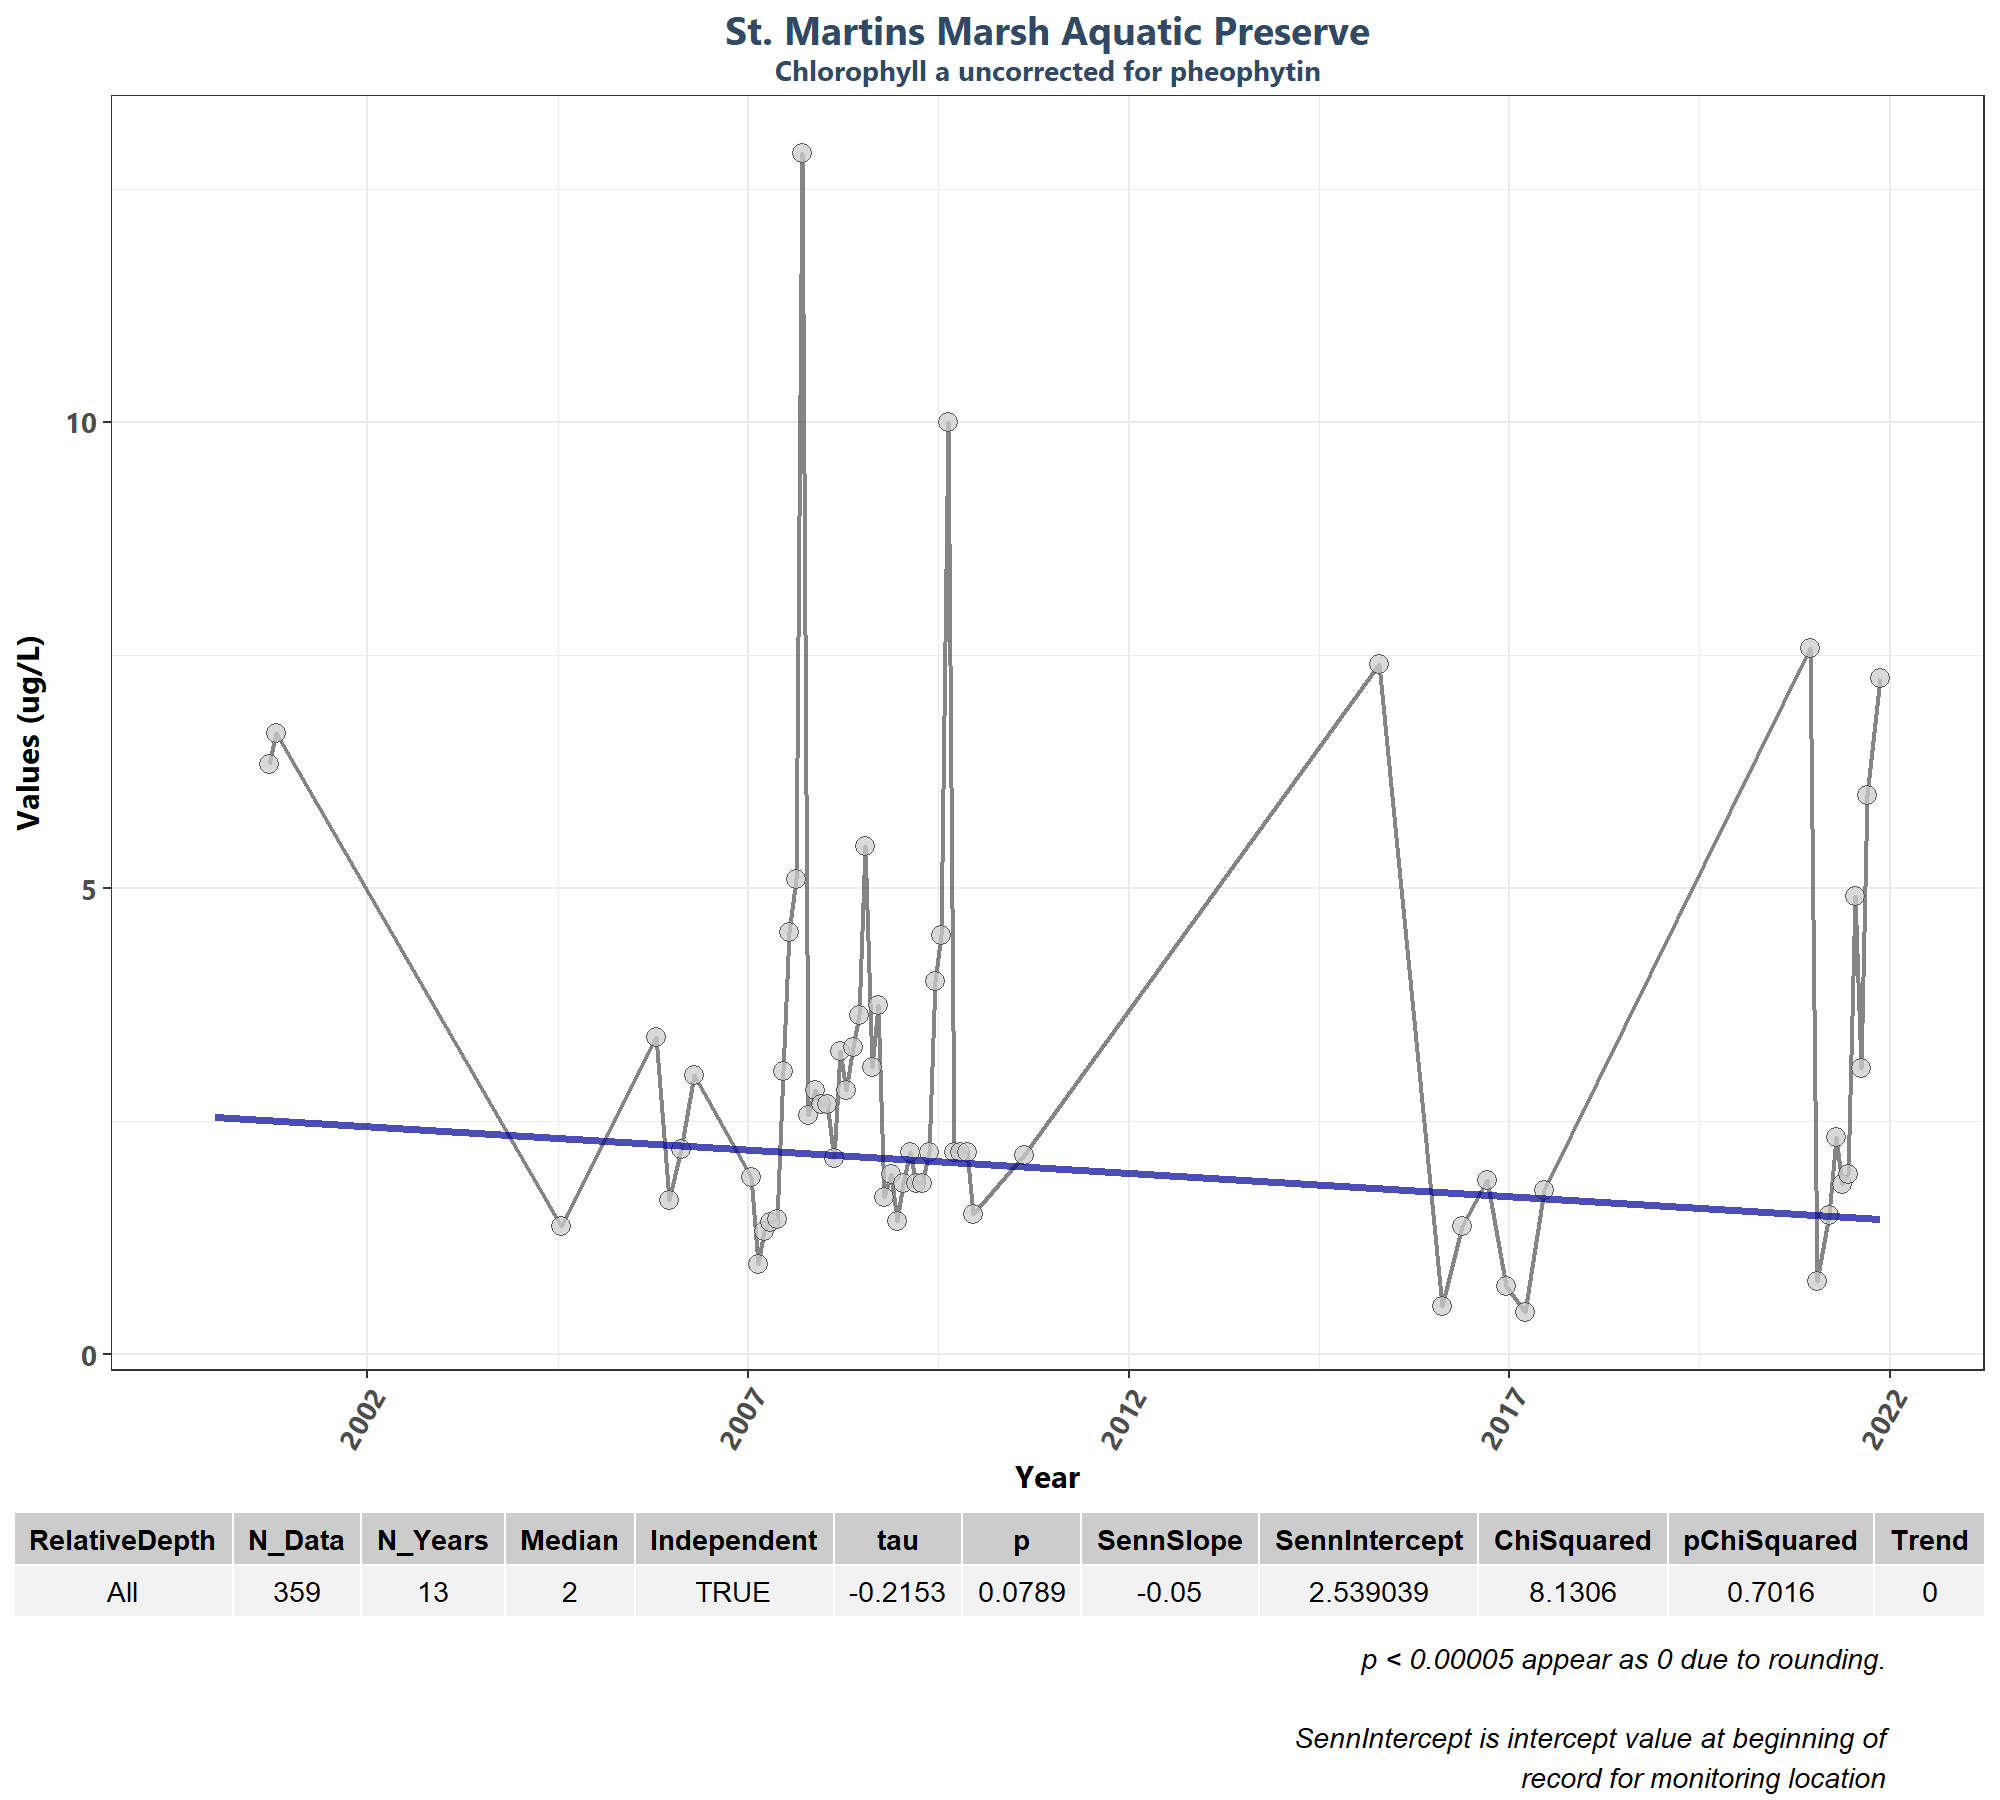 St. Martins Marsh Aquatic Preserve
Chlorophyll a uncorrected for pheophytin
Values (ug/L)
10
5
0
2002
2007
2012
2017
2022
Year
RelativeDepth N_Data N_Years Median Independent tau p SennSlope SennIntercept ChiSquared pChiSquared Trend
All 359 13 2 TRUE -0.2153 0.0789 -0.05 2.539039 8.1306 0.7016 0
p < 0.00005 appear as 0 due to rounding.
SennIntercept is intercept value at beginning of
record for monitoring location